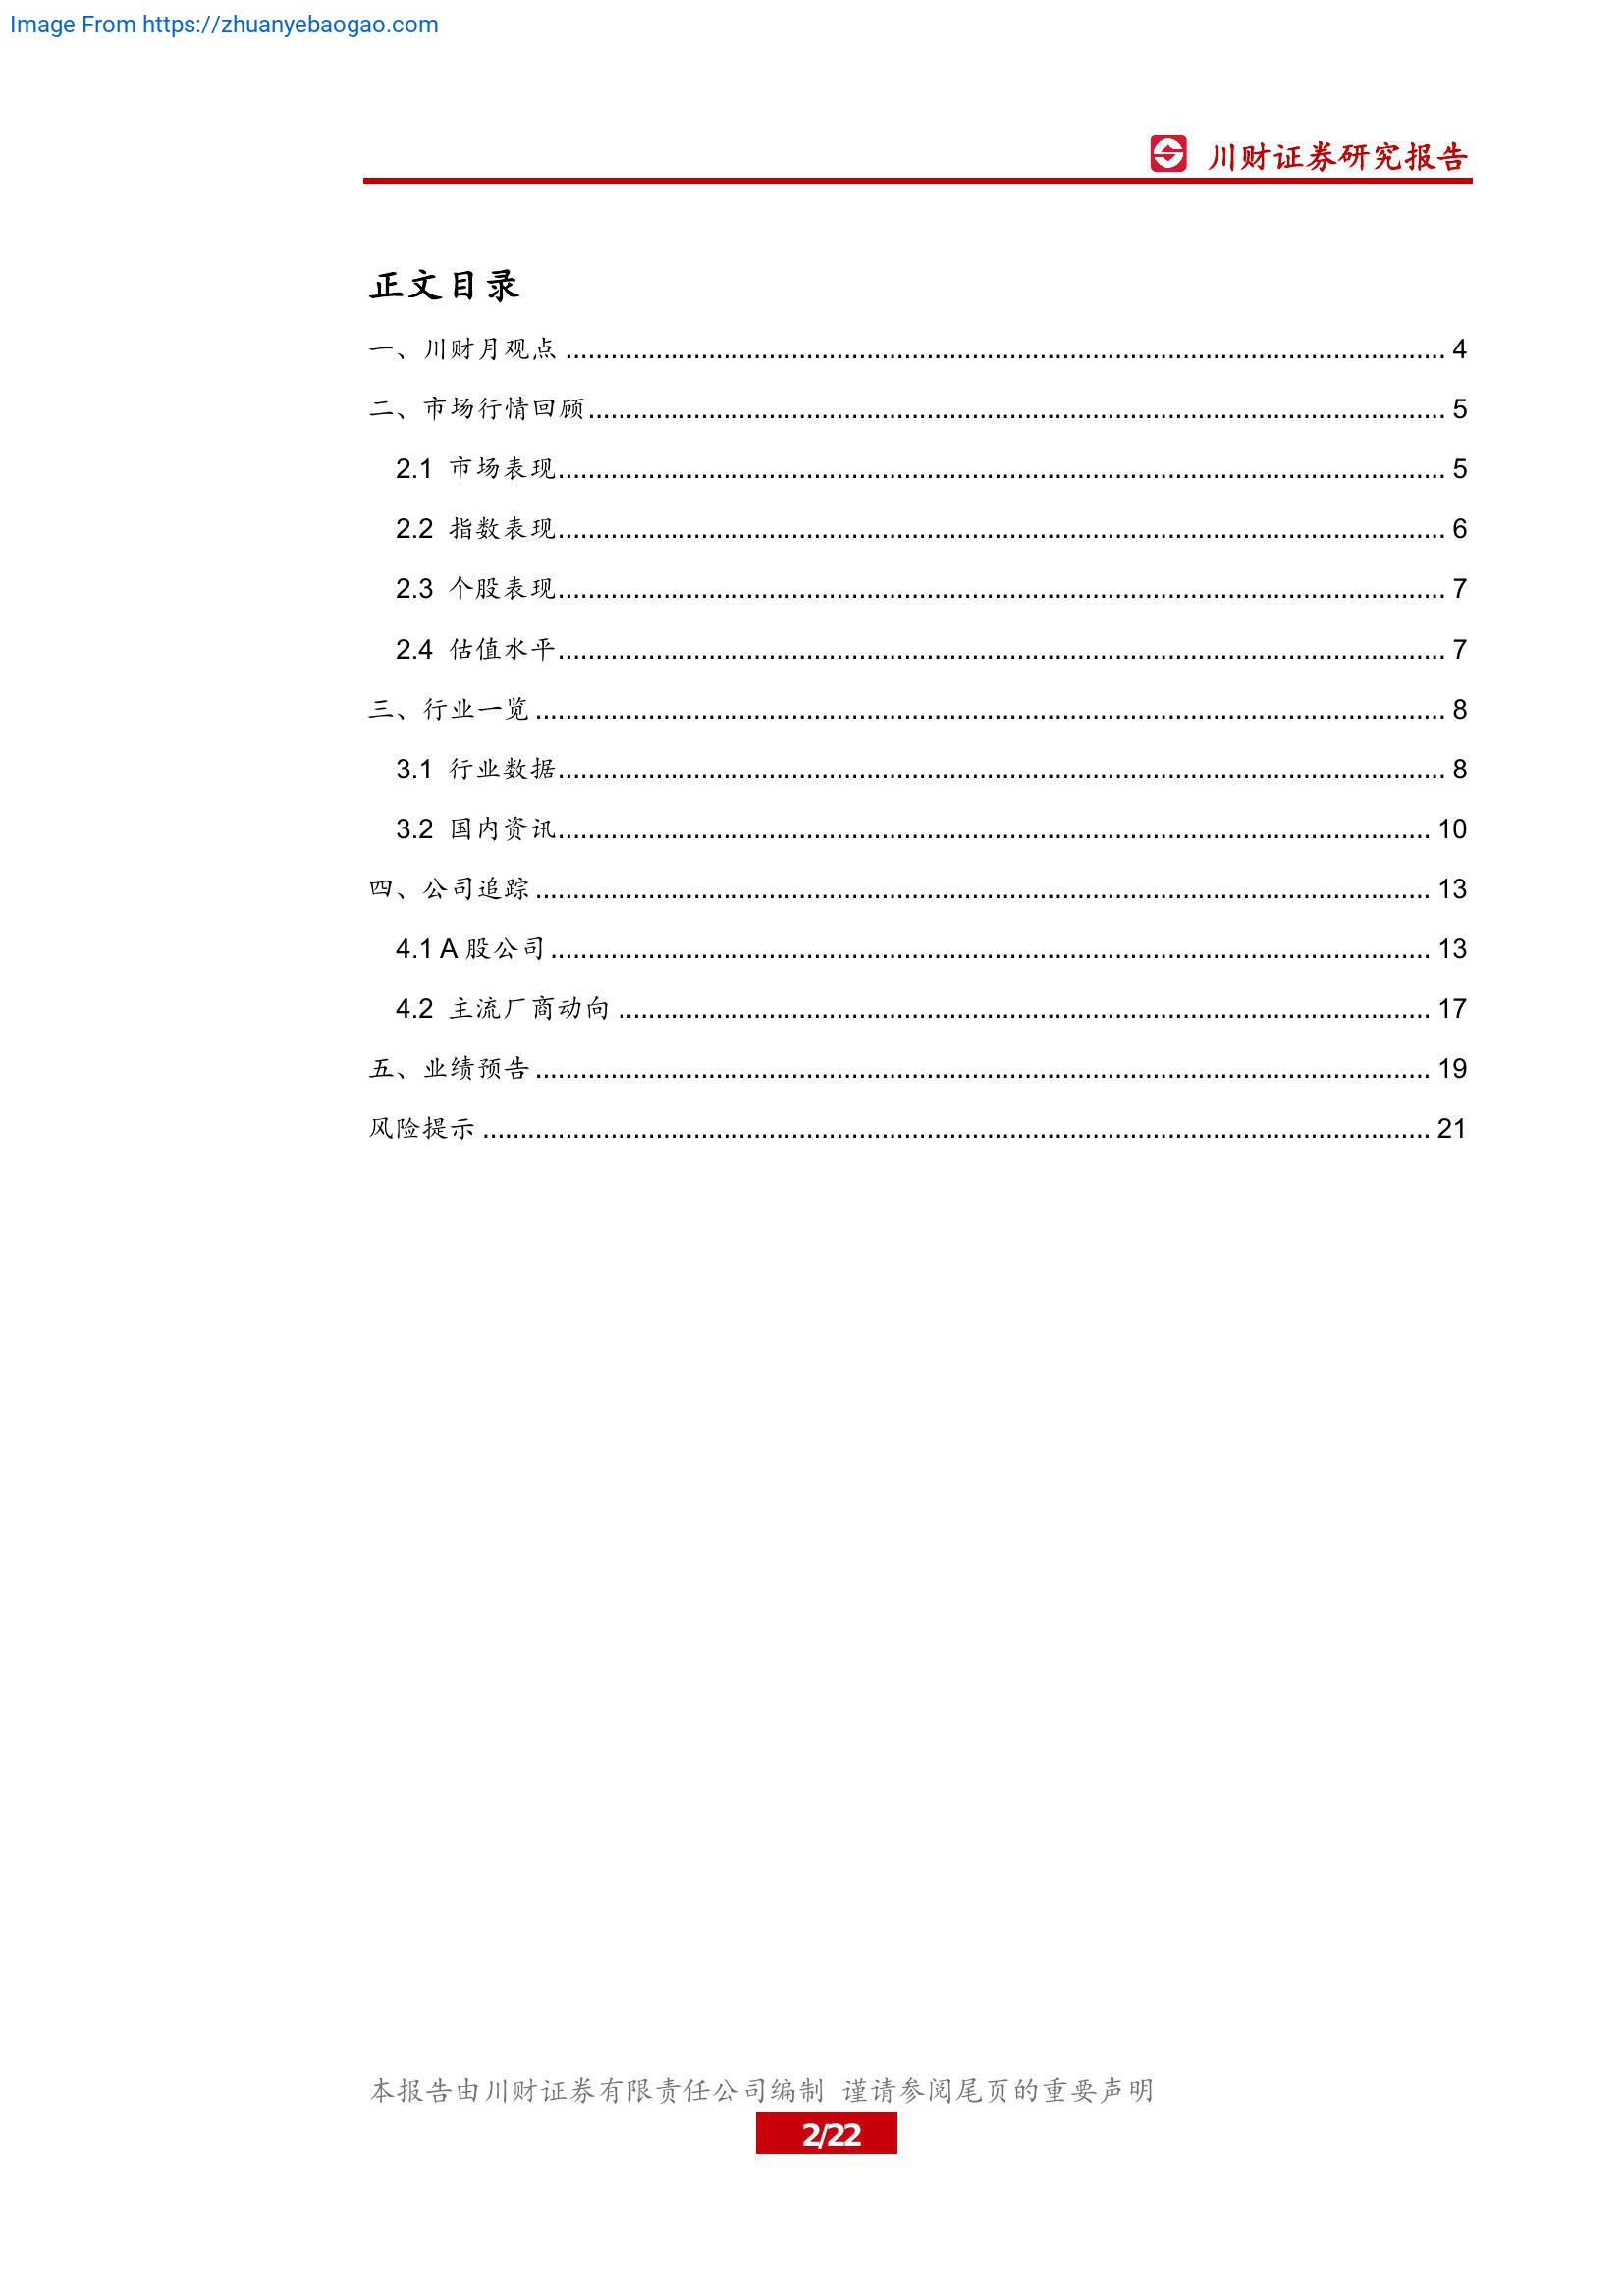 Image From https://zhuanyebaogao.com
川财证券研究报告
正文目录
一、川财月观点 ........................................ 4
二、市场行情回顾 ........................................ 5
2.1 市场表现 ........................................ 5
2.2 指数表现 ........................................ 6
2.3 个股表现 ........................................ 7
2.4 估值水平 ........................................ 7
三、行业一览 ........................................ 8
3.1 行业数据 ........................................ 8
3.2 国内资讯 ........................................ 10
四、公司追踪 ........................................ 13
4.1 A 股公司 ........................................ 13
4.2 主流厂商动向 ........................................ 17
五、业绩预告 ........................................ 19
风险提示 ........................................ 21
本报告由川财证券有限责任公司编制 谨请参阅尾页的重要声明
2/22